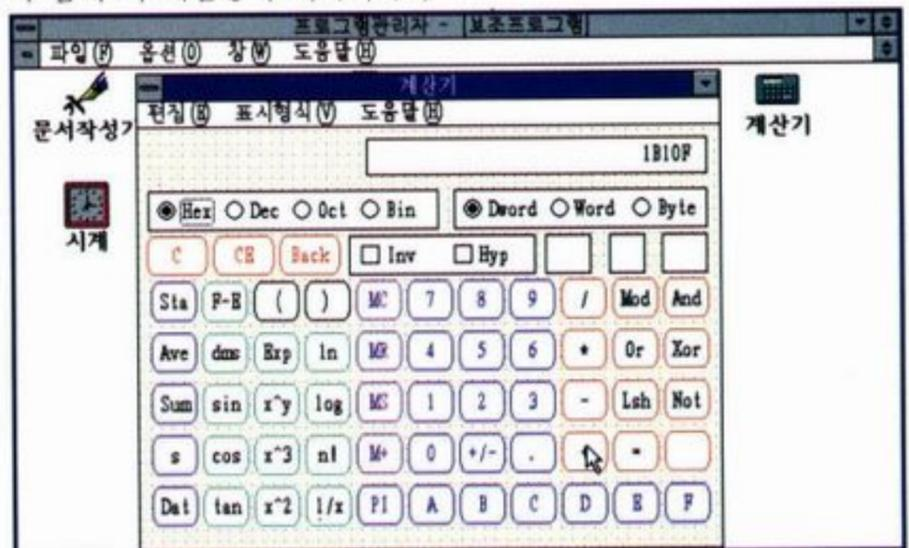 프로그램관리자 - [보조프로그램]
파일(F) 옵션(O) 창(W) 도움말(H)
문서작성기
시계
계산기
계산기
편집(E) 표시형식(V) 도움말(H)
1B10F
Hex Dec Oct Bin Dword Word Byte
C CE Back Inv Hyp
Sta F-E ( ) MC 7 8 9 / Mod And
Ave dms Exp ln MR 4 5 6 * Or Xor
Sum sin x^y log MS 1 2 3 - Lsh Not
s cos x^3 n! M+ 0 +/- . =
Dat tan x^2 1/x PI A B C D E F